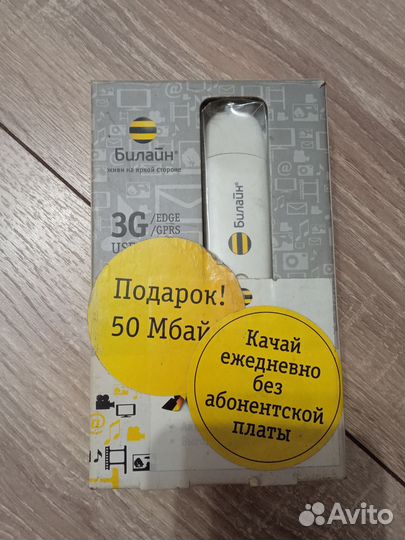 Билайн®
живи на яркой стороне
3G /EDGE
/GPRS
Билайн®
Подарок!
50 Мбай
Качай
ежедневно
без
абонентской
платы
Avito